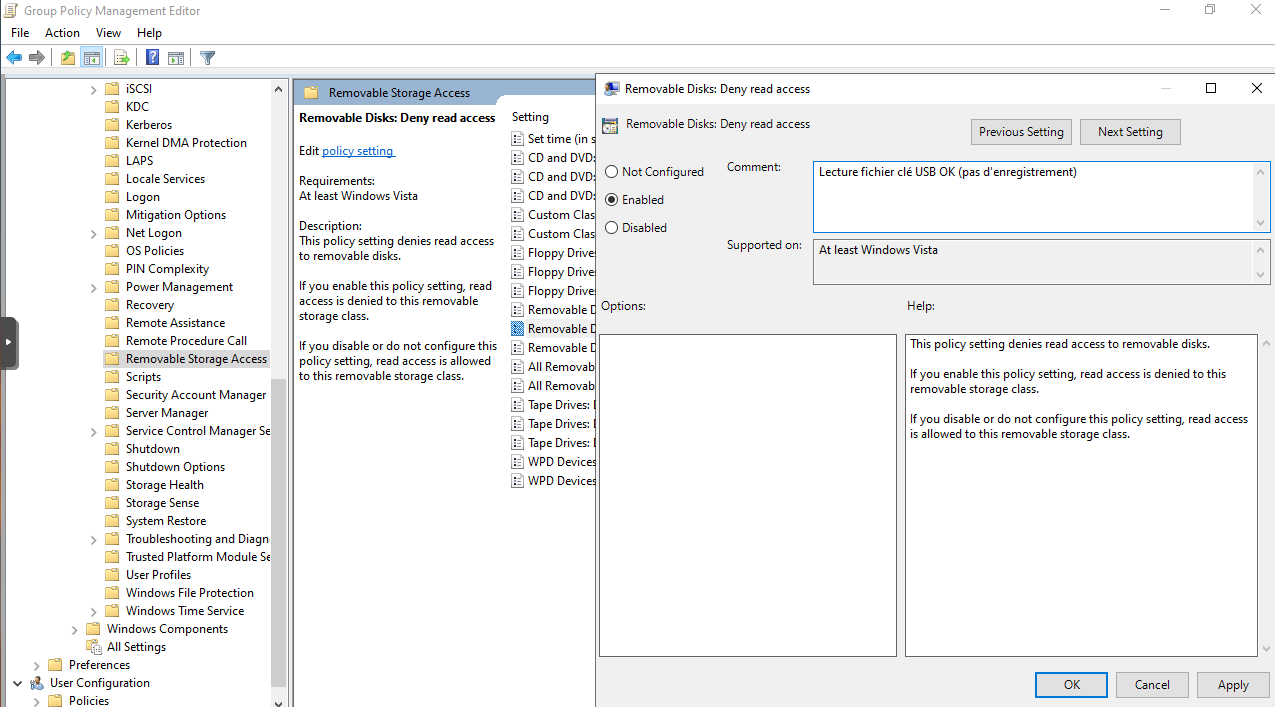 Group Policy Management Editor
File Action View Help
iSCSI
KDC
Kerberos
Kernel DMA Protection
LAPS
Locale Services
Logon
Mitigation Options
Net Logon
OS Policies
PIN Complexity
Power Management
Recovery
Remote Assistance
Remote Procedure Call
Removable Storage Access
Scripts
Security Account Manager
Server Manager
Service Control Manager Se
Shutdown
Shutdown Options
Storage Health
Storage Sense
System Restore
Troubleshooting and Diagn
Trusted Platform Module Se
User Profiles
Windows File Protection
Windows Time Service
Windows Components
All Settings
Preferences
User Configuration
Policies
Removable Storage Access
Removable Disks: Deny read access
Edit policy setting
Requirements:
At least Windows Vista
Description:
This policy setting denies read access
to removable disks.
If you enable this policy setting, read
access is denied to this removable
storage class.
If you disable or do not configure this
policy setting, read access is allowed
to this removable storage class.
Setting
Set time (in s
CD and DVD:
CD and DVD:
CD and DVD:
Custom Clas
Custom Clas
Floppy Drive
Floppy Drive
Floppy Drive
Removable D
Removable D
Removable D
All Removab
All Removab
Tape Drives: D
Tape Drives: D
Tape Drives: D
WPD Devices
WPD Devices
Removable Disks: Deny read access
Removable Disks: Deny read access
Previous Setting
Next Setting
Not Configured
Enabled
Disabled
Comment:
Lecture fichier clé USB OK (pas d'enregistrement)
Supported on:
At least Windows Vista
Options:
Help:
This policy setting denies read access to removable disks.
If you enable this policy setting, read access is denied to this
removable storage class.
If you disable or do not configure this policy setting, read access
is allowed to this removable storage class.
OK
Cancel
Apply